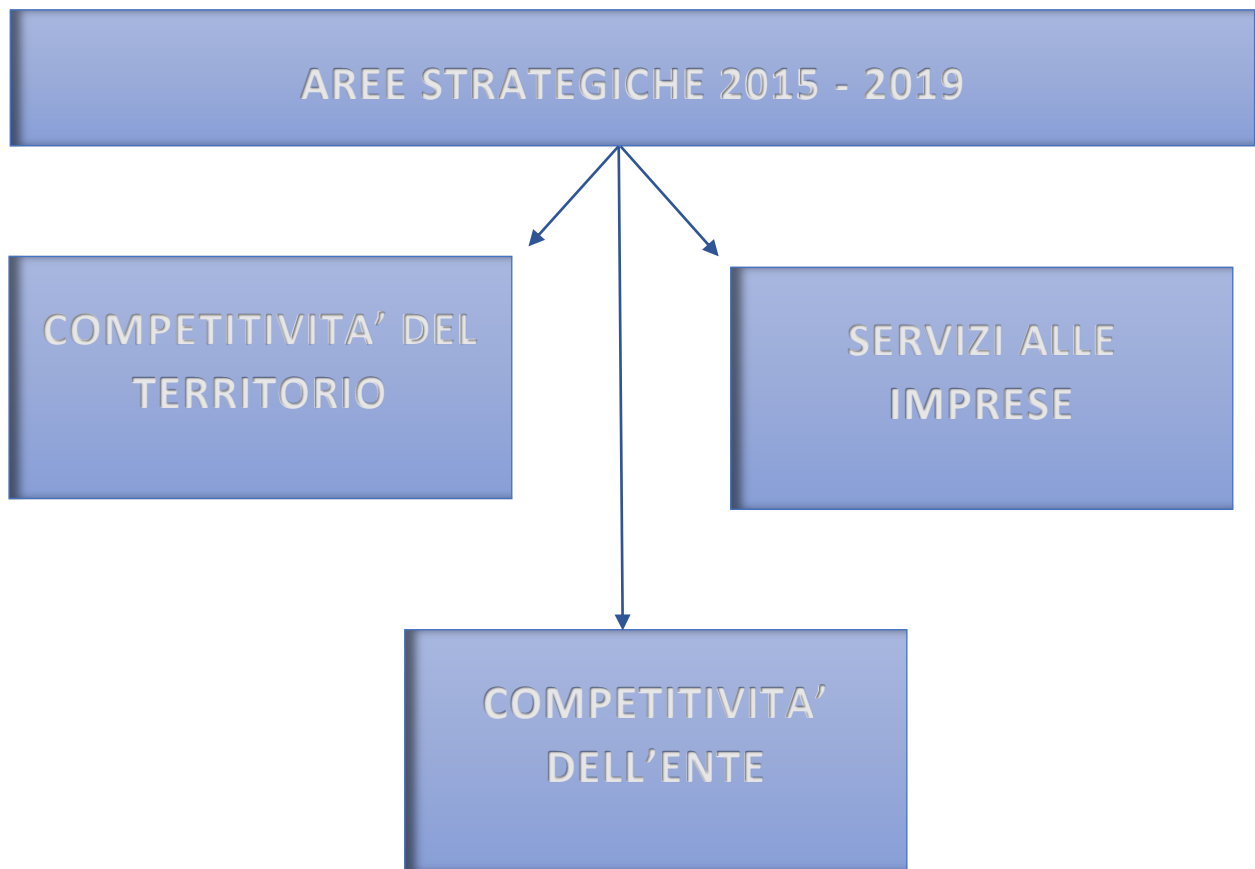 AREE STRATEGICHE 2015 - 2019
COMPETITIVITA’ DEL
TERRITORIO
SERVIZI ALLE
IMPRESE
COMPETITIVITA’
DELL’ENTE